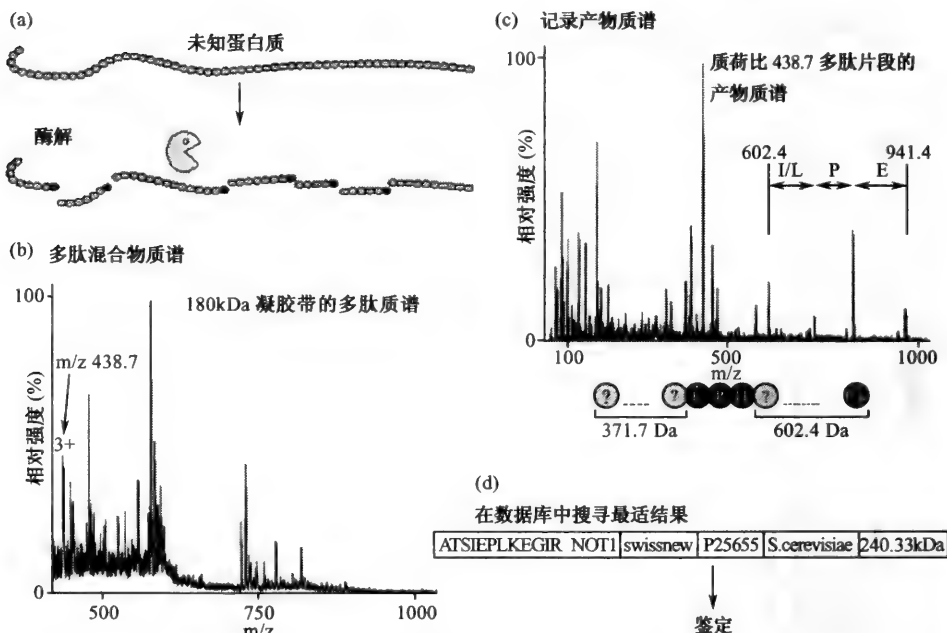 (a)
未知蛋白质
酶解
(b) 多肽混合物质谱
100
180kDa 凝胶带的多肽质谱
m/z 438.7
3+
相对强度(%)
0
500
750
1000
m/z
(c) 记录产物质谱
100
质荷比 438.7 多肽片段的
产物质谱
602.4
941.4
I/L
P
E
相对强度(%)
0
100
500
1000
m/z
? ? ?
371.7 Da
602.4 Da
(d)
在数据库中搜寻最适结果
ATSIEPLKEGIR NOT1 swissnew P25655 S.cerevisiae 240.33kDa
鉴定